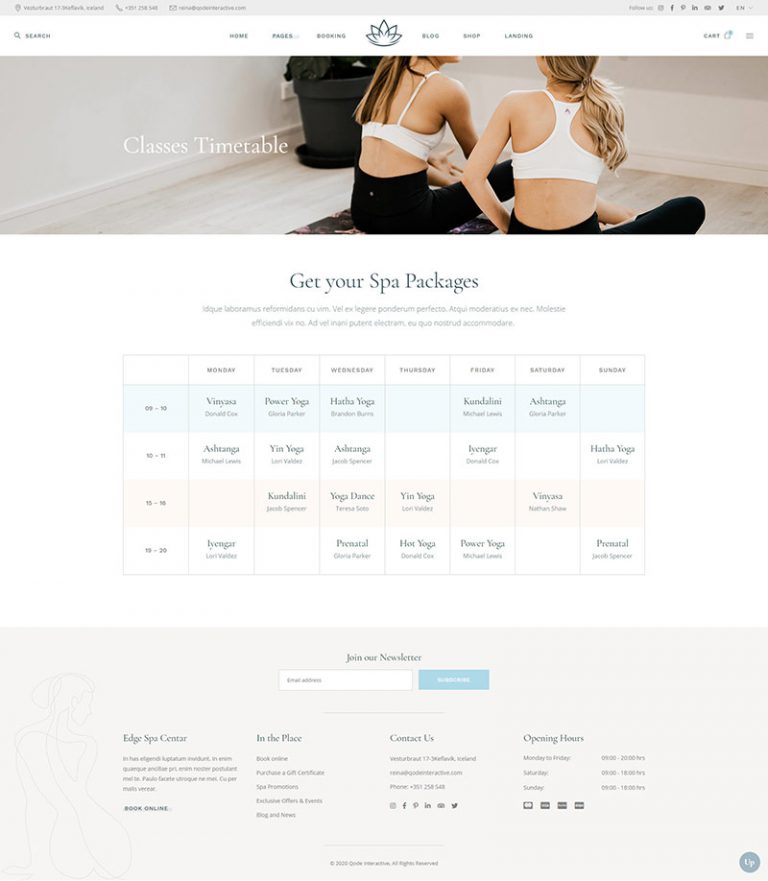 Vesturbraut 17-3Keflavik, Iceland +351 258 548 reina@qodeinteractive.com Follow us: EN
SEARCH HOME PAGES BOOKING BLOG SHOP LANDING CART
Classes Timetable
Get your Spa Packages
Idque laboramus reformidans cu vim. Vel ex legere ponderum perfecto. Atqui moderatius ex nec. Molestie
efficiendi vix no. Ad vel inani putent electram, eu quo nostrud accommodare.
MONDAY TUESDAY WEDNESDAY THURSDAY FRIDAY SATURDAY SUNDAY
09 – 10
Vinyasa Power Yoga Hatha Yoga Kundalini Ashtanga
Donald Cox Gloria Parker Brandon Burns Michael Lewis Gloria Parker
10 – 11
Ashtanga Yin Yoga Ashtanga Iyengar Hatha Yoga
Michael Lewis Lori Valdez Jacob Spencer Donald Cox Lori Valdez
15 – 16
Kundalini Yoga Dance Yin Yoga Vinyasa
Jacob Spencer Teresa Soto Lori Valdez Nathan Shaw
19 – 20
Iyengar Prenatal Hot Yoga Power Yoga Prenatal
Lori Valdez Gloria Parker Donald Cox Michael Lewis Jacob Spencer
Join our Newsletter
Email address SUBSCRIBE
Edge Spa Centar
In has eligendi luptatum invidunt. In enim
quaeque ancillae pri, enim noster postulant
mel te. Paulo facete utroque ne mei. Cu per
malis verear.
BOOK ONLINE
In the Place
Book online
Purchase a Gift Certificate
Spa Promotions
Exclusive Offers & Events
Blog and News
Contact Us
Vesturbraut 17-3Keflavik, Iceland
reina@qodeinteractive.com
Phone: +351 258 548
Opening Hours
Monday to Friday: 09:00 - 20:00 hrs
Saturday: 09:00 - 18:00 hrs
Sunday: 09:00 - 18:00 hrs
© 2020 Qode Interactive, All Rights Reserved
Up